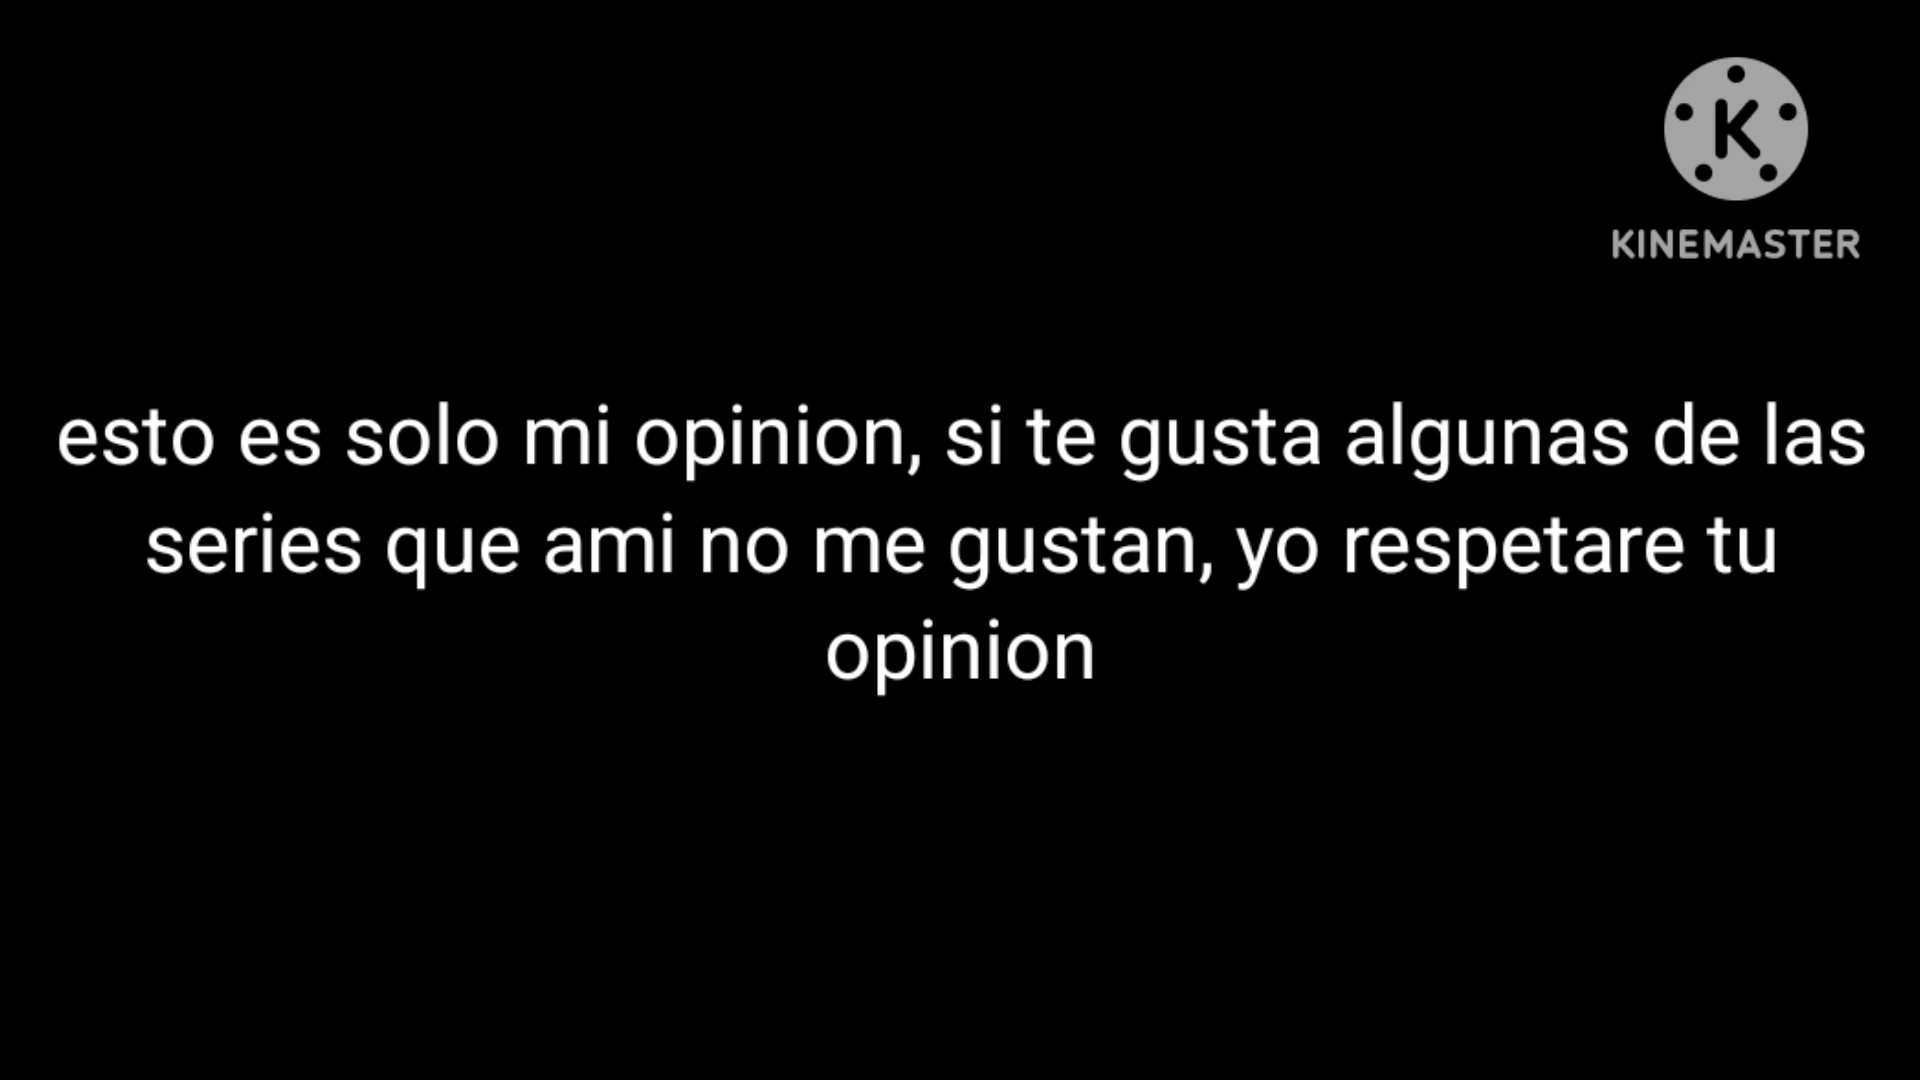 K
KINEMASTER
esto es solo mi opinion, si te gusta algunas de las
series que ami no me gustan, yo respetare tu
opinion